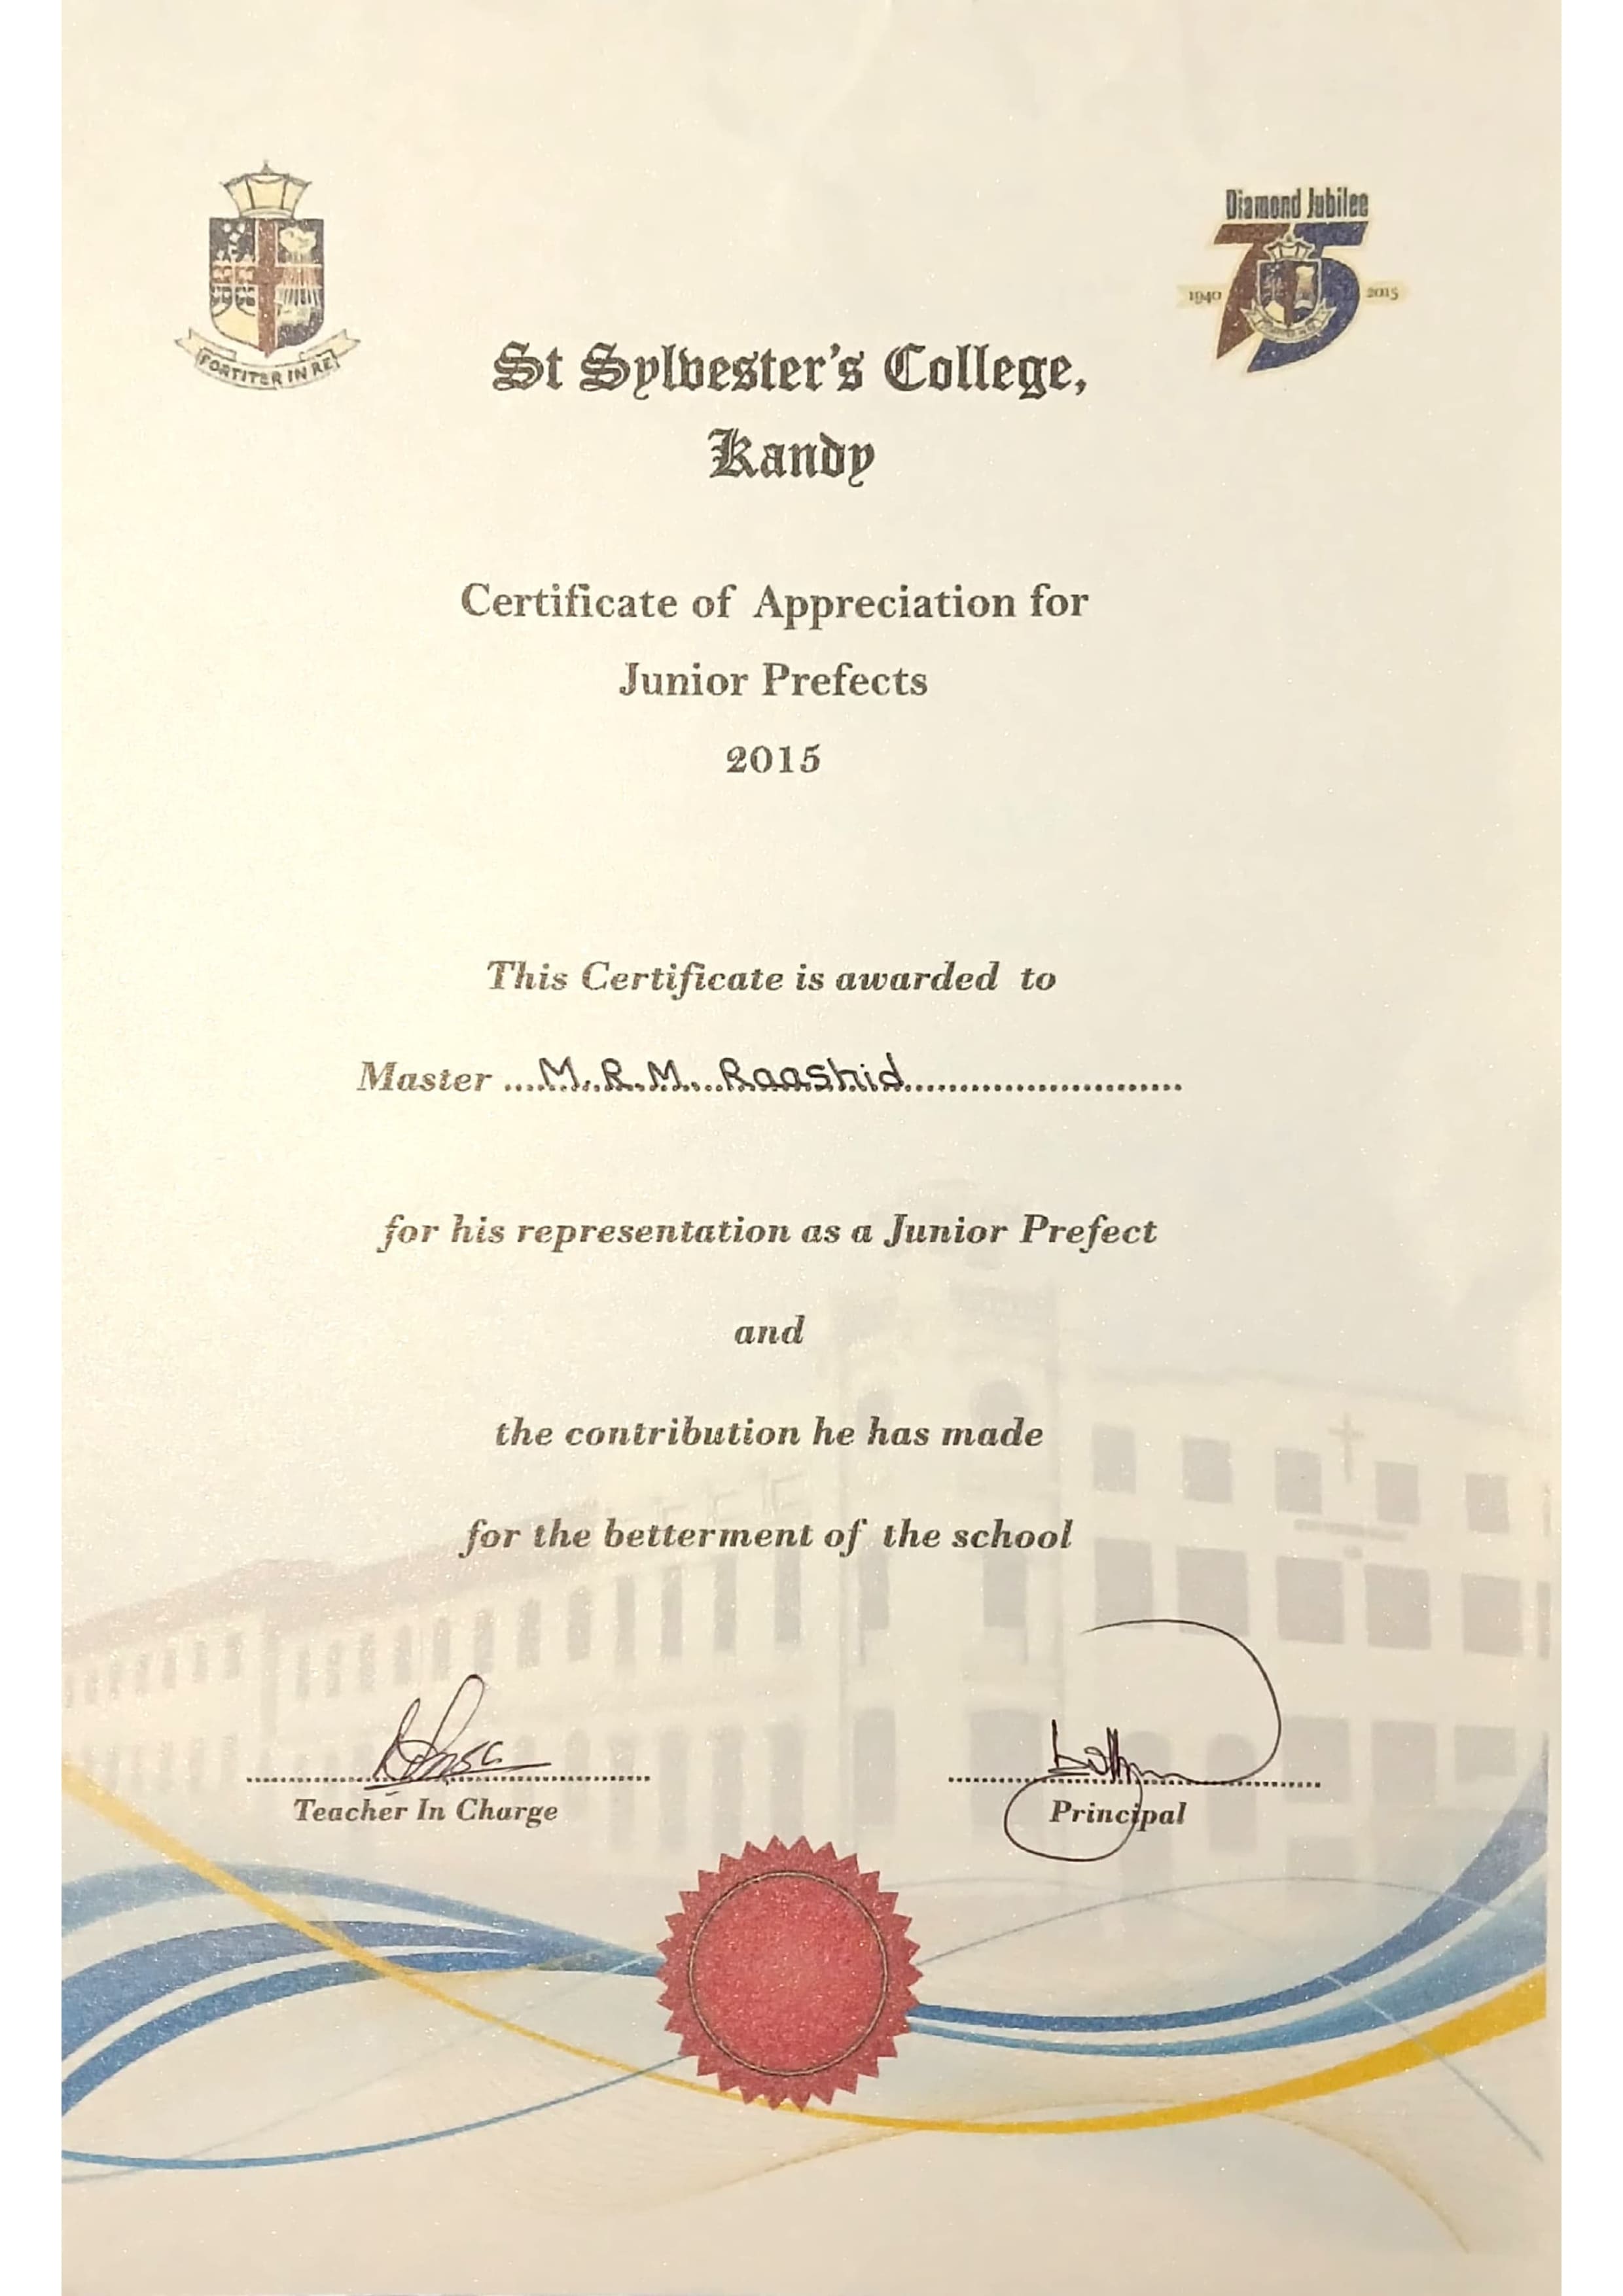 FORTITER IN RE
Diamond Jubilee
75
1940 2015
St Sylvester's College,
Kandy
Certificate of Appreciation for
Junior Prefects
2015
This Certificate is awarded to
Master ....M.R.M. Raashid............................
for his representation as a Junior Prefect
and
the contribution he has made
for the betterment of the school
Teacher In Charge
Principal